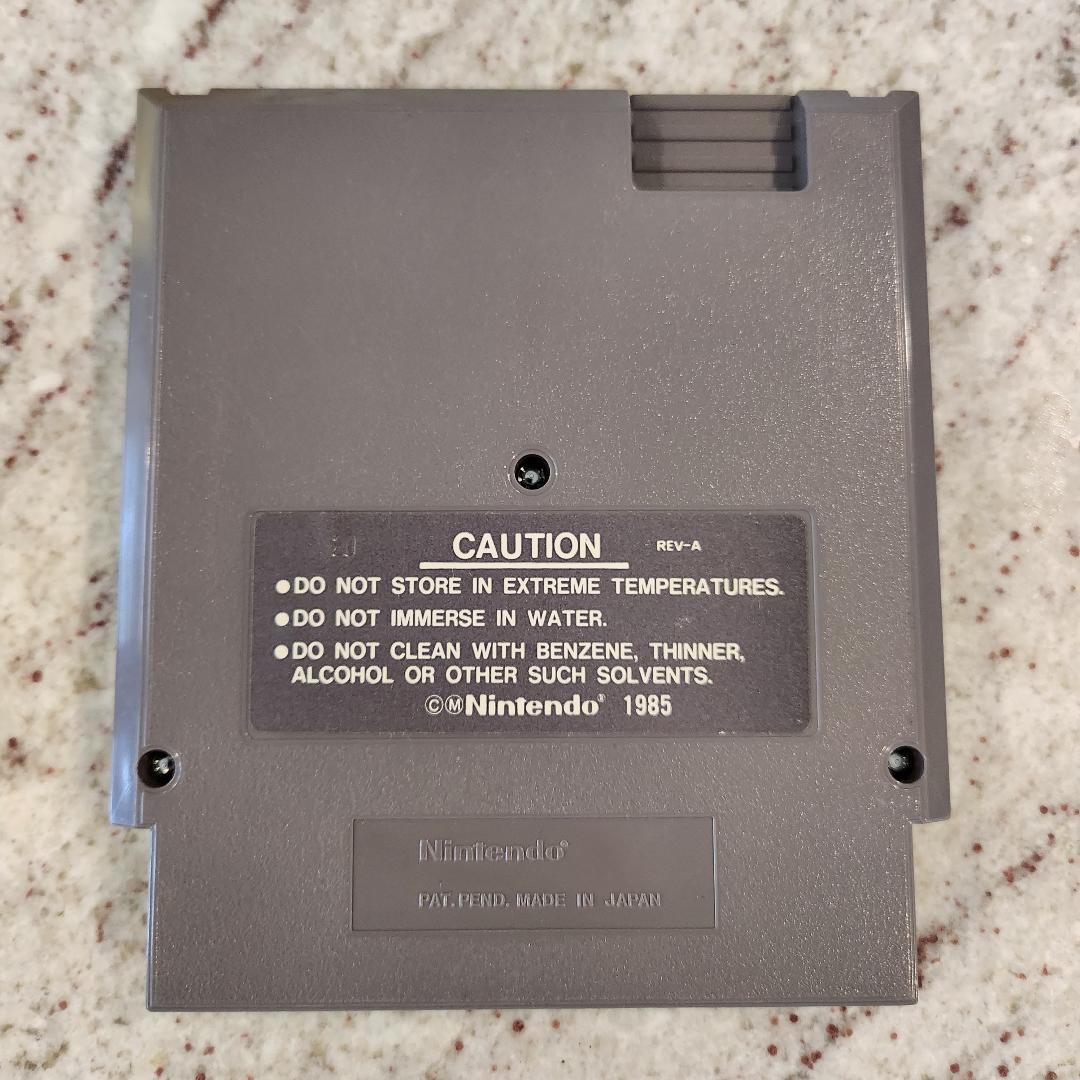 CAUTION REV-A
●DO NOT STORE IN EXTREME TEMPERATURES.
●DO NOT IMMERSE IN WATER.
●DO NOT CLEAN WITH BENZENE, THINNER,
ALCOHOL OR OTHER SUCH SOLVENTS.
©Ⓜ Nintendo® 1985
Nintendo®
PAT. PEND. MADE IN JAPAN